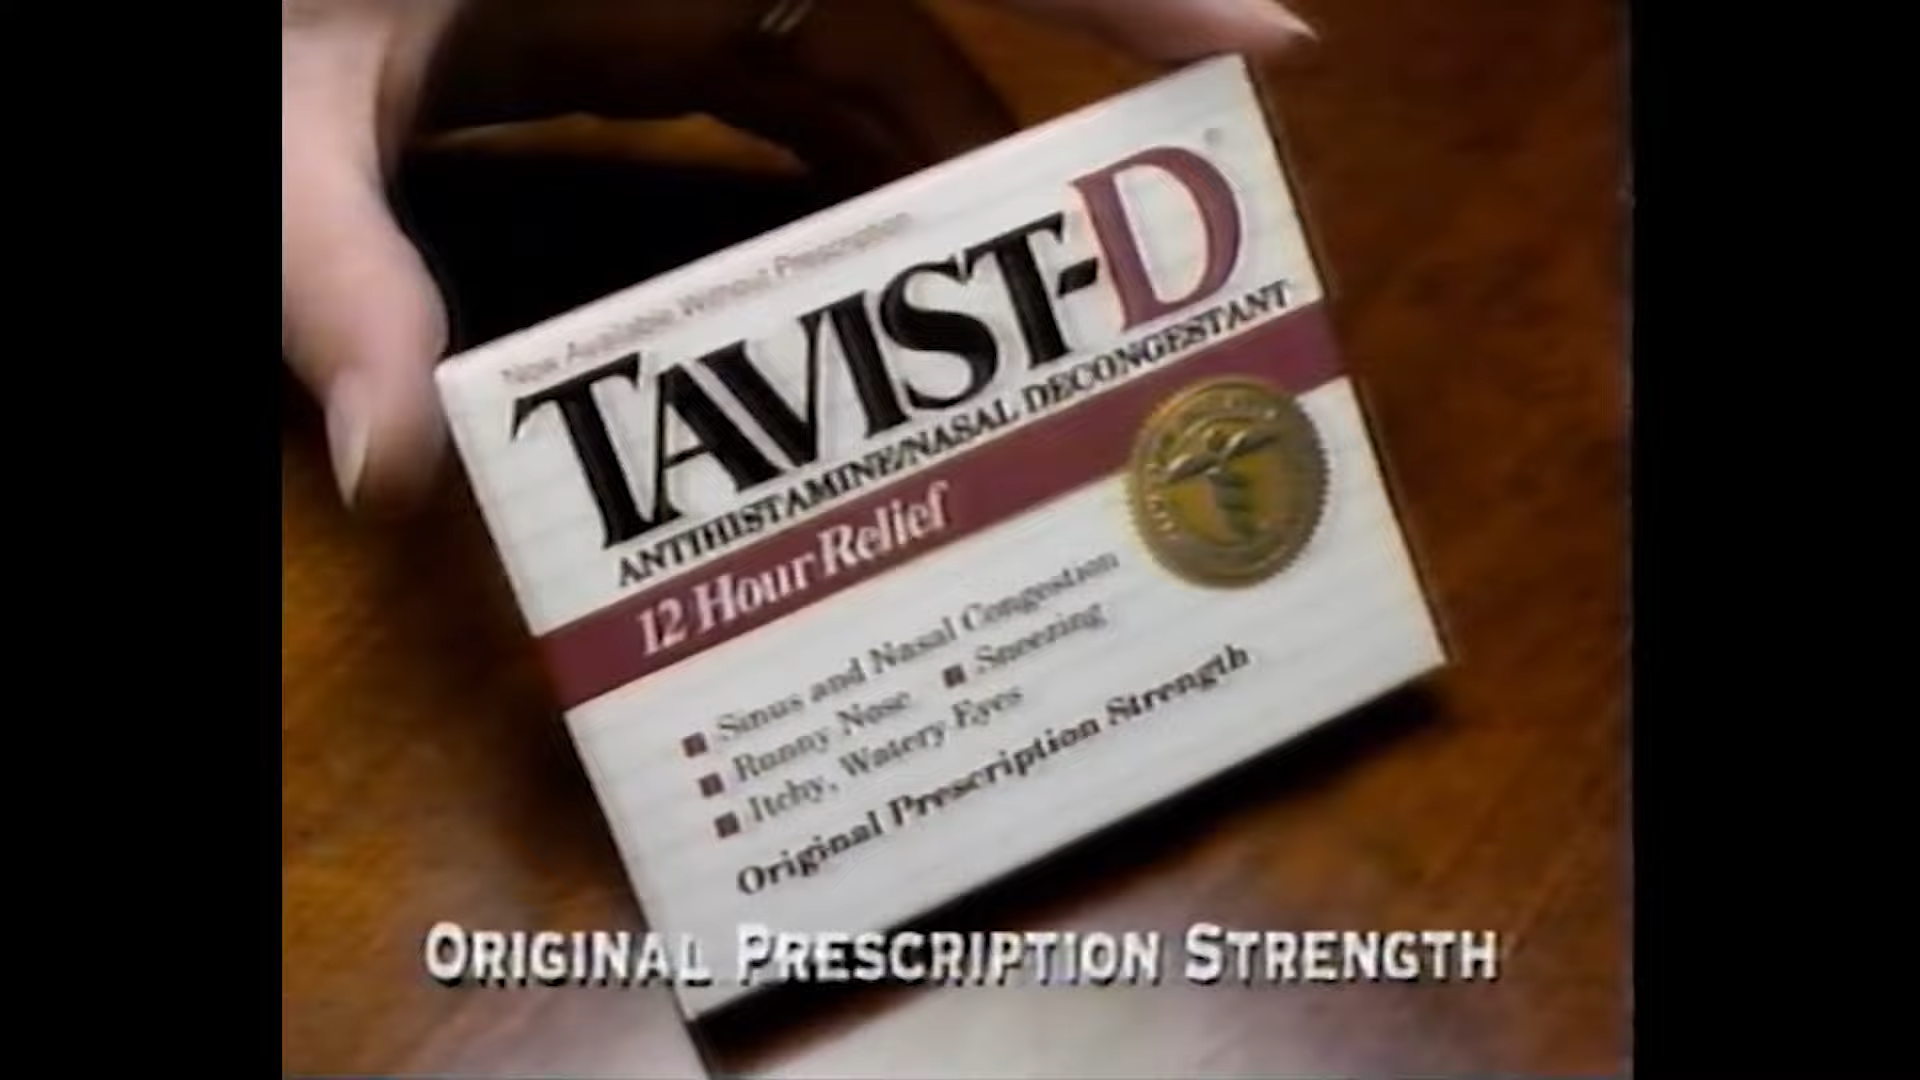 Now Available Without Prescription
TAVIST-D®
ANTIHISTAMINE/NASAL DECONGESTANT
12 Hour Relief
■ Sinus and Nasal Congestion
■ Runny Nose ■ Sneezing
■ Itchy, Watery Eyes
Original Prescription Strength
ORIGINAL PRESCRIPTION STRENGTH